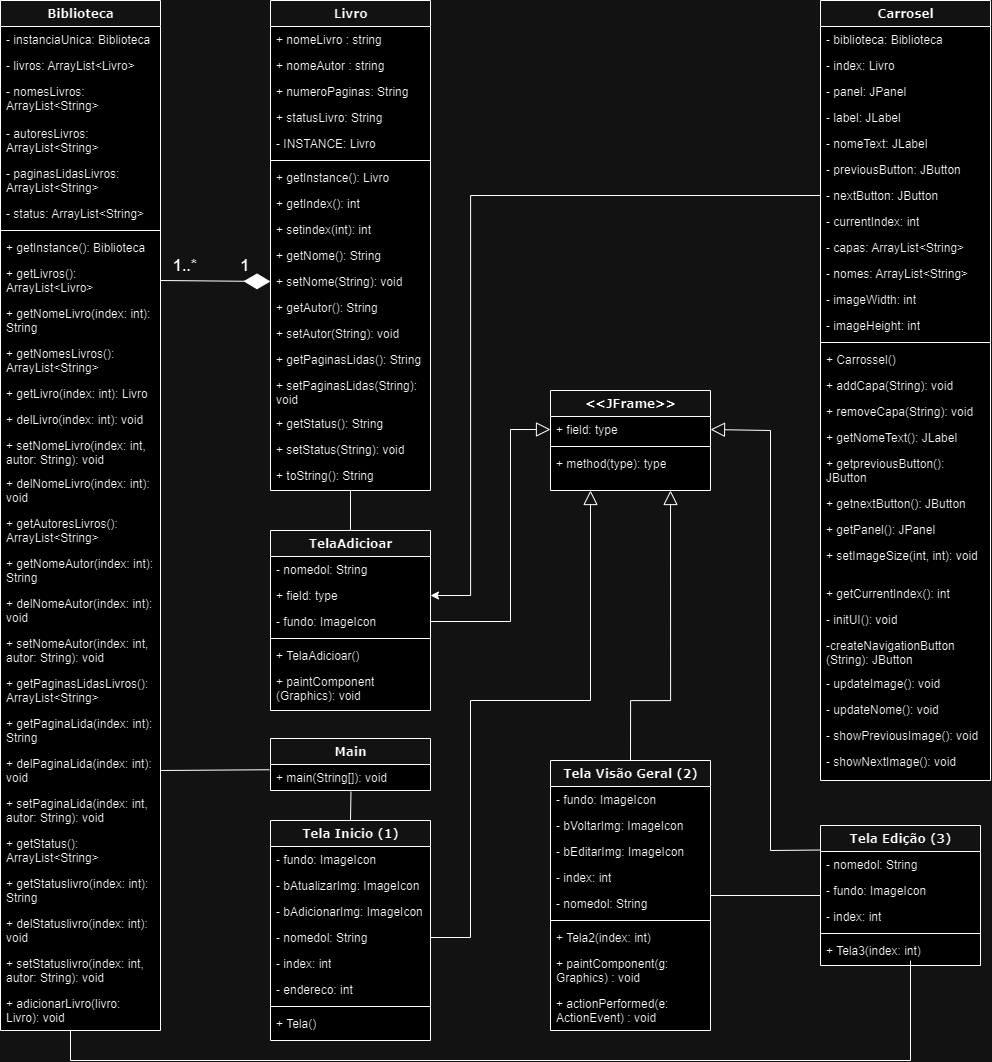 Biblioteca
- instanciaUnica: Biblioteca
- livros: ArrayList<Livro>
- nomesLivros:
ArrayList<String>
- autoresLivros:
ArrayList<String>
- paginasLidasLivros:
ArrayList<String>
- status: ArrayList<String>
+ getInstance(): Biblioteca
+ getLivros():
ArrayList<Livro>
+ getNomeLivro(index: int):
String
+ getNomesLivros():
ArrayList<String>
+ getLivro(index: int): Livro
+ delLivro(index: int): void
+ setNomeLivro(index: int,
autor: String): void
+ delNomeLivro(index: int):
void
+ getAutoresLivros():
ArrayList<String>
+ getNomeAutor(index: int):
String
+ delNomeAutor(index: int):
void
+ setNomeAutor(index: int,
autor: String): void
+ getPaginasLidasLivros():
ArrayList<String>
+ getPaginaLida(index: int):
String
+ delPaginaLida(index: int):
void
+ setPaginaLida(index: int,
autor: String): void
+ getStatus():
ArrayList<String>
+ getStatuslivro(index: int):
String
+ delStatuslivro(index: int):
void
+ setStatuslivro(index: int,
autor: String): void
+ adicionarLivro(livro:
Livro): void
1..*
1
Livro
+ nomeLivro : string
+ nomeAutor : string
+ numeroPaginas: String
+ statusLivro: String
- INSTANCE: Livro
+ getInstance(): Livro
+ getIndex(): int
+ setIndex(int): int
+ getNome(): String
+ setNome(String): void
+ getAutor(): String
+ setAutor(String): void
+ getPaginasLidas(): String
+ setPaginasLidas(String):
void
+ getStatus(): String
+ setStatus(String): void
+ toString(): String
TelaAdicioar
- nomedol: String
+ field: type
- fundo: ImageIcon
+ TelaAdicioar()
+ paintComponent
(Graphics): void
Main
+ main(String[]): void
Tela Inicio (1)
- fundo: ImageIcon
- bAtualizarImg: ImageIcon
- bAdicionarImg: ImageIcon
- nomedol: String
- index: int
- endereco: int
+ Tela()
<<JFrame>>
+ field: type
+ method(type): type
Tela Visão Geral (2)
- fundo: ImageIcon
- bVoltarImg: ImageIcon
- bEditarImg: ImageIcon
- index: int
- nomedol: String
+ Tela2(index: int)
+ paintComponent(g:
Graphics) : void
+ actionPerformed(e:
ActionEvent) : void
Carrosel
- biblioteca: Biblioteca
- index: Livro
- panel: JPanel
- label: JLabel
- nomeText: JLabel
- previousButton: JButton
- nextButton: JButton
- currentIndex: int
- capas: ArrayList<String>
- nomes: ArrayList<String>
- imageWidth: int
- imageHeight: int
+ Carrossel()
+ addCapa(String): void
+ removeCapa(String): void
+ getNomeText(): JLabel
+ getpreviousButton():
JButton
+ getnextButton(): JButton
+ getPanel(): JPanel
+ setImageSize(int, int): void
+ getCurrentIndex(): int
- initUI(): void
-createNavigationButton
(String): JButton
- updateImage(): void
- updateNome(): void
- showPreviousImage(): void
- showNextImage(): void
Tela Edição (3)
- nomedol: String
- fundo: ImageIcon
- index: int
+ Tela3(index: int)